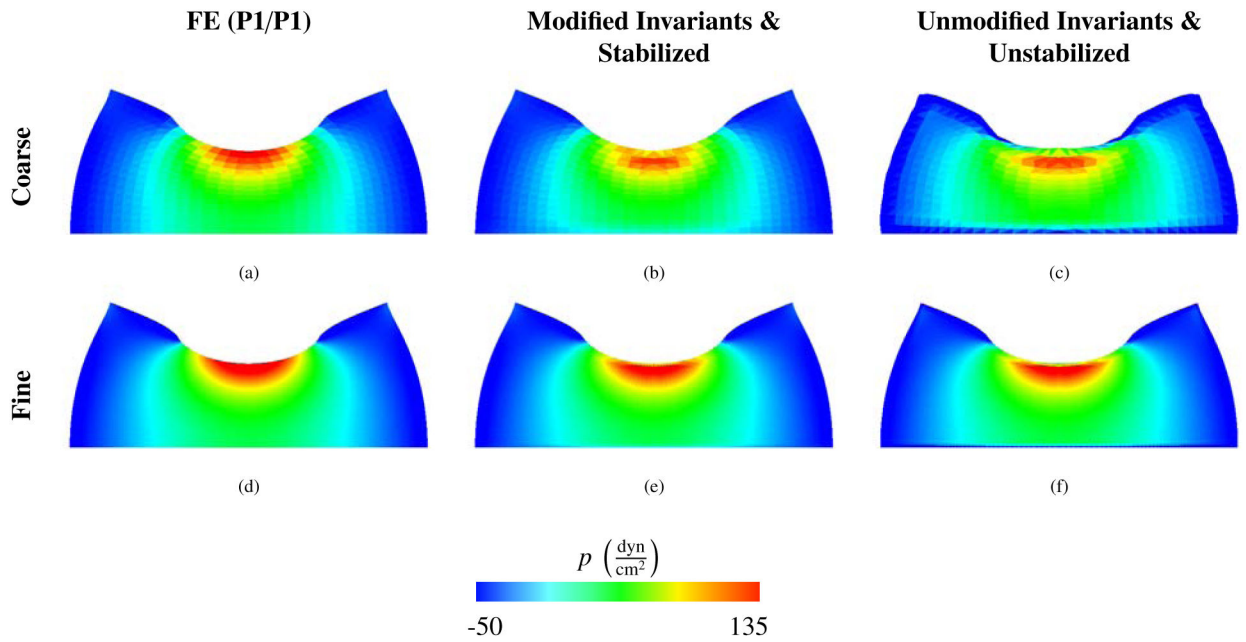 FE (P1/P1)
Modified Invariants &
Stabilized
Unmodified Invariants &
Unstabilized
Coarse
(a)
(b)
(c)
Fine
(d)
(e)
(f)
p (dyn/cm²)
-50
135